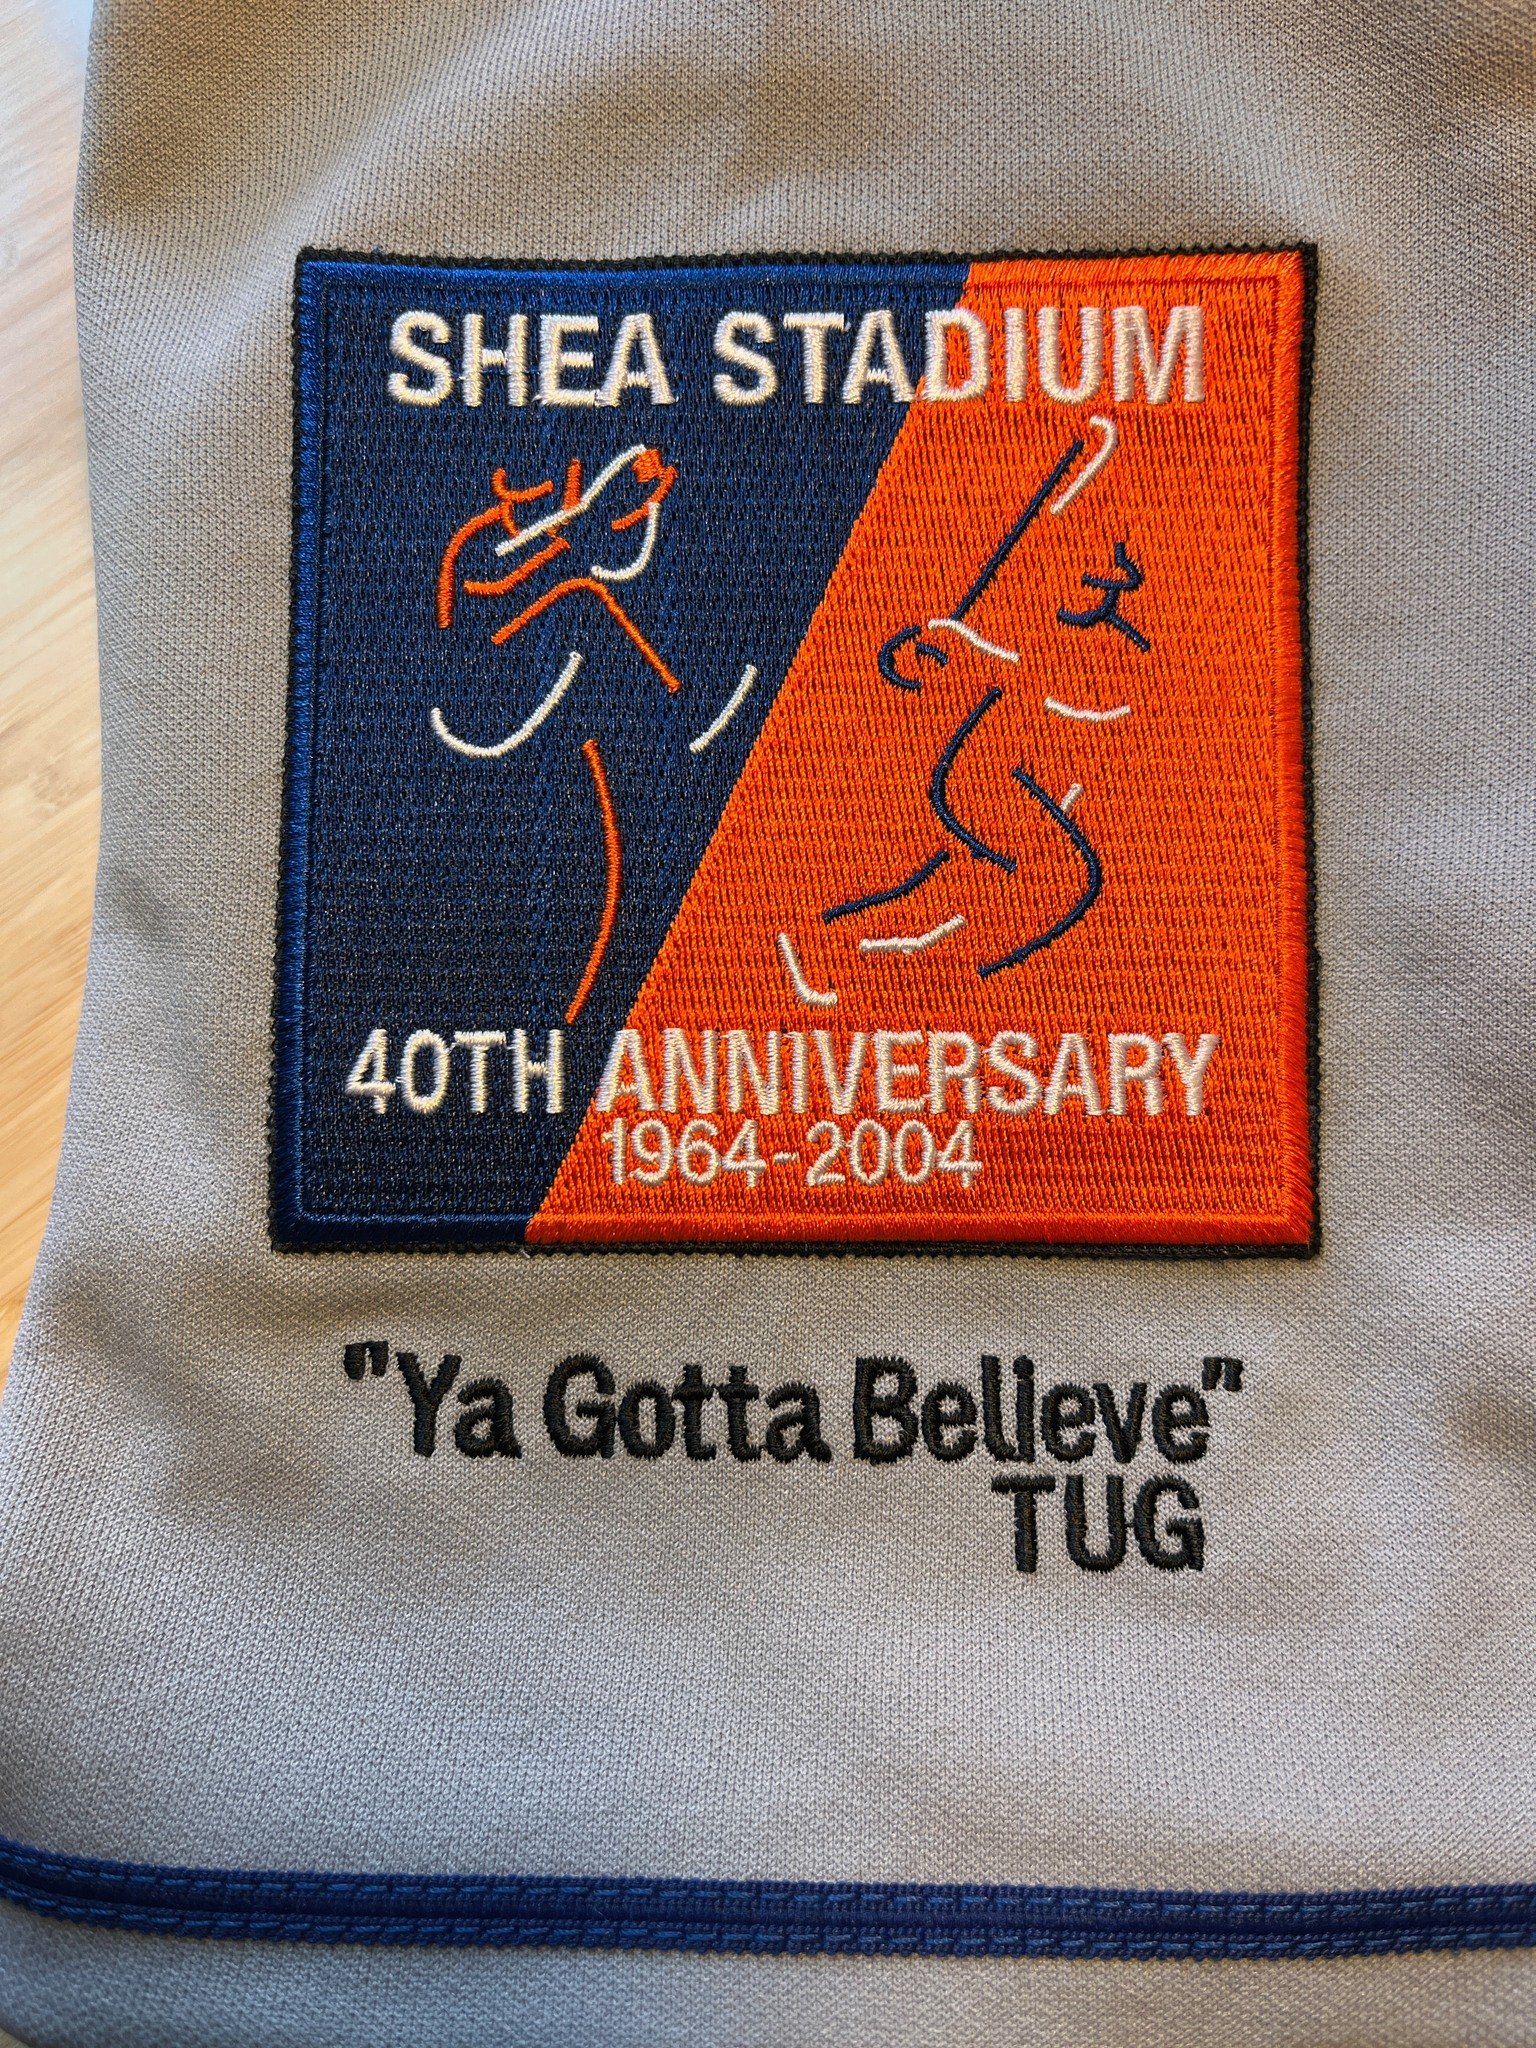 SHEA STADIUM
40TH ANNIVERSARY
1964-2004
"Ya Gotta Believe"
TUG